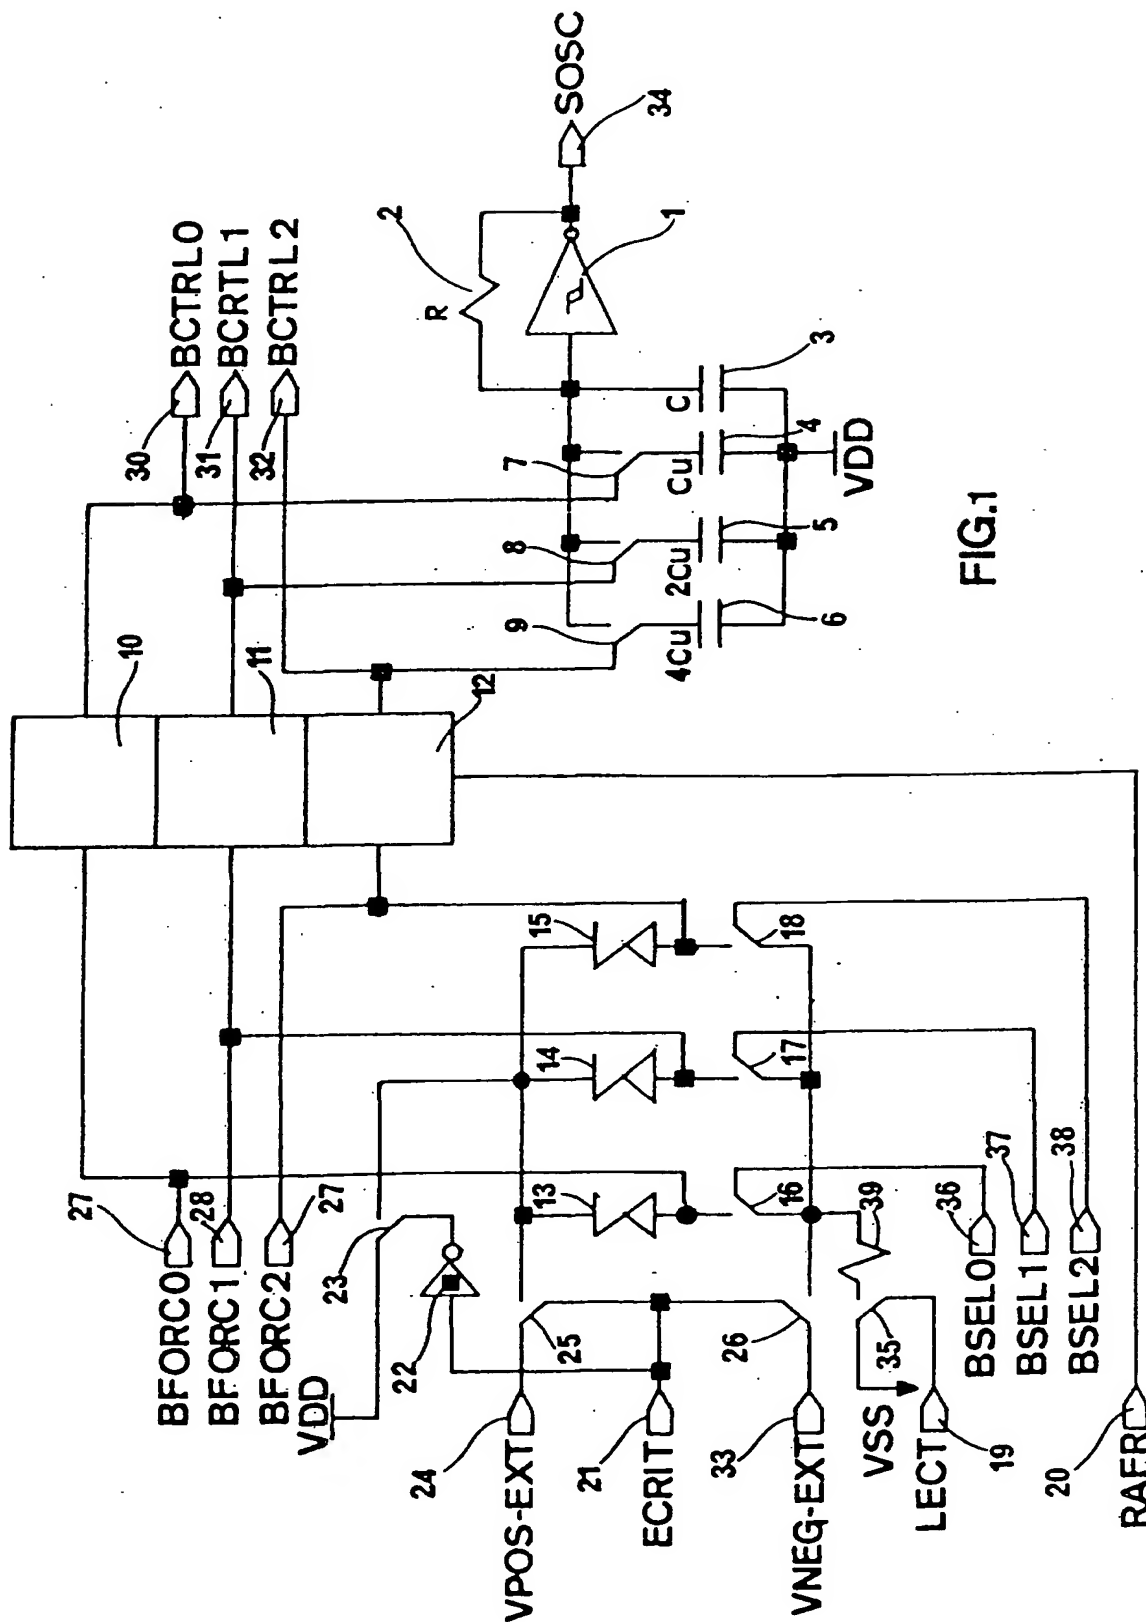 BFORC0
27
BFORC1
28
BFORC2
27
VDD
23
22
VPOS-EXT
24
25
ECRIT
21
VNEG-EXT
33
26
VSS
35
LECT
19
39
BSEL0
36
BSEL1
37
BSEL2
38
RAFR
20
13
14
15
16
17
18
10
11
12
30
BCTRL0
31
BCRTL1
32
BCTRL2
7
8
9
4Cu
2Cu
Cu
C
6
5
4
3
VDD
R
2
1
34
SOSC
FIG.1